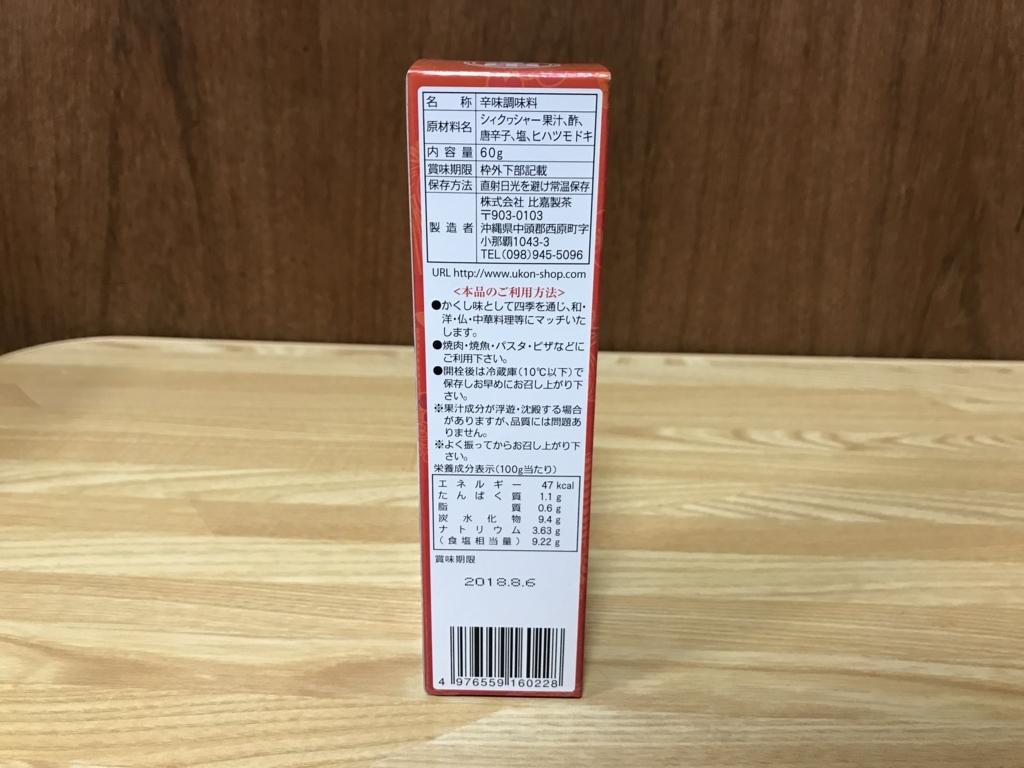 名称 辛味調味料
原材料名 シィクヮシャー果汁、酢、
唐辛子、塩、ヒハツモドキ
内容量 60g
賞味期限 枠外下部記載
保存方法 直射日光を避け常温保存
製造者 株式会社 比嘉製茶
〒903-0103
沖縄県中頭郡西原町字
小那覇1043-3
TEL(098)945-5096
URL http://www.ukon-shop.com
<本品のご利用方法>
●かくし味として四季を通じ、和・
洋・仏・中華料理等にマッチいた
します。
●焼肉・焼魚・パスタ・ピザなどに
ご利用下さい。
●開栓後は冷蔵庫(10℃以下)で
保存しお早めにお召し上がり下
さい。
※果汁成分が浮遊・沈殿する場合
がありますが、品質には問題あ
りません。
※よく振ってからお召し上がり下
さい。
栄養成分表示(100g当たり)
エネルギー 47 kcal
たんぱく質 1.1 g
脂質 0.6 g
炭水化物 9.4 g
ナトリウム 3.63 g
(食塩相当量) 9.22 g
賞味期限
2018.8.6
4 976559 160228